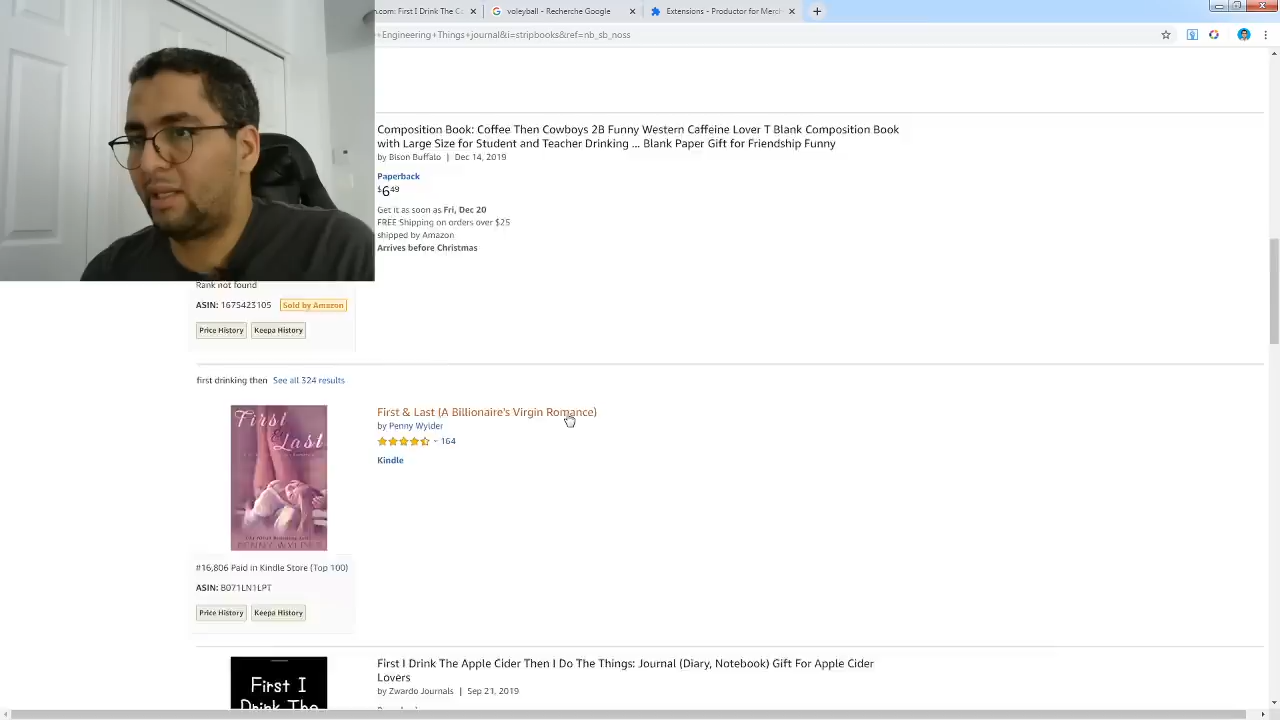 n.com: First I Drink The C
voleyball - Recherche Google
Extensions - Productor for Merch
Engineering+Things+journal&i=stripbooks&ref=nb_sb_noss
Composition Book: Coffee Then Cowboys 2B Funny Western Caffeine Lover T Blank Composition Book
with Large Size for Student and Teacher Drinking ... Blank Paper Gift for Friendship Funny
by Bison Buffalo | Dec 14, 2019
Paperback
$6.49
Get it as soon as Fri, Dec 20
FREE Shipping on orders over $25
shipped by Amazon
Arrives before Christmas
Rank not found
ASIN: 1675423105 Sold by Amazon
Price History Keepa History
first drinking then See all 324 results
First & Last (A Billionaire's Virgin Romance)
by Penny Wylder
164
Kindle
First
Last
PENNY WYLDER
#16,806 Paid in Kindle Store (Top 100)
ASIN: B071LN1LPT
Price History Keepa History
First I Drink The Apple Cider Then I Do The Things: Journal (Diary, Notebook) Gift For Apple Cider
Lovers
by Zwardo Journals | Sep 21, 2019
First I
Drink The